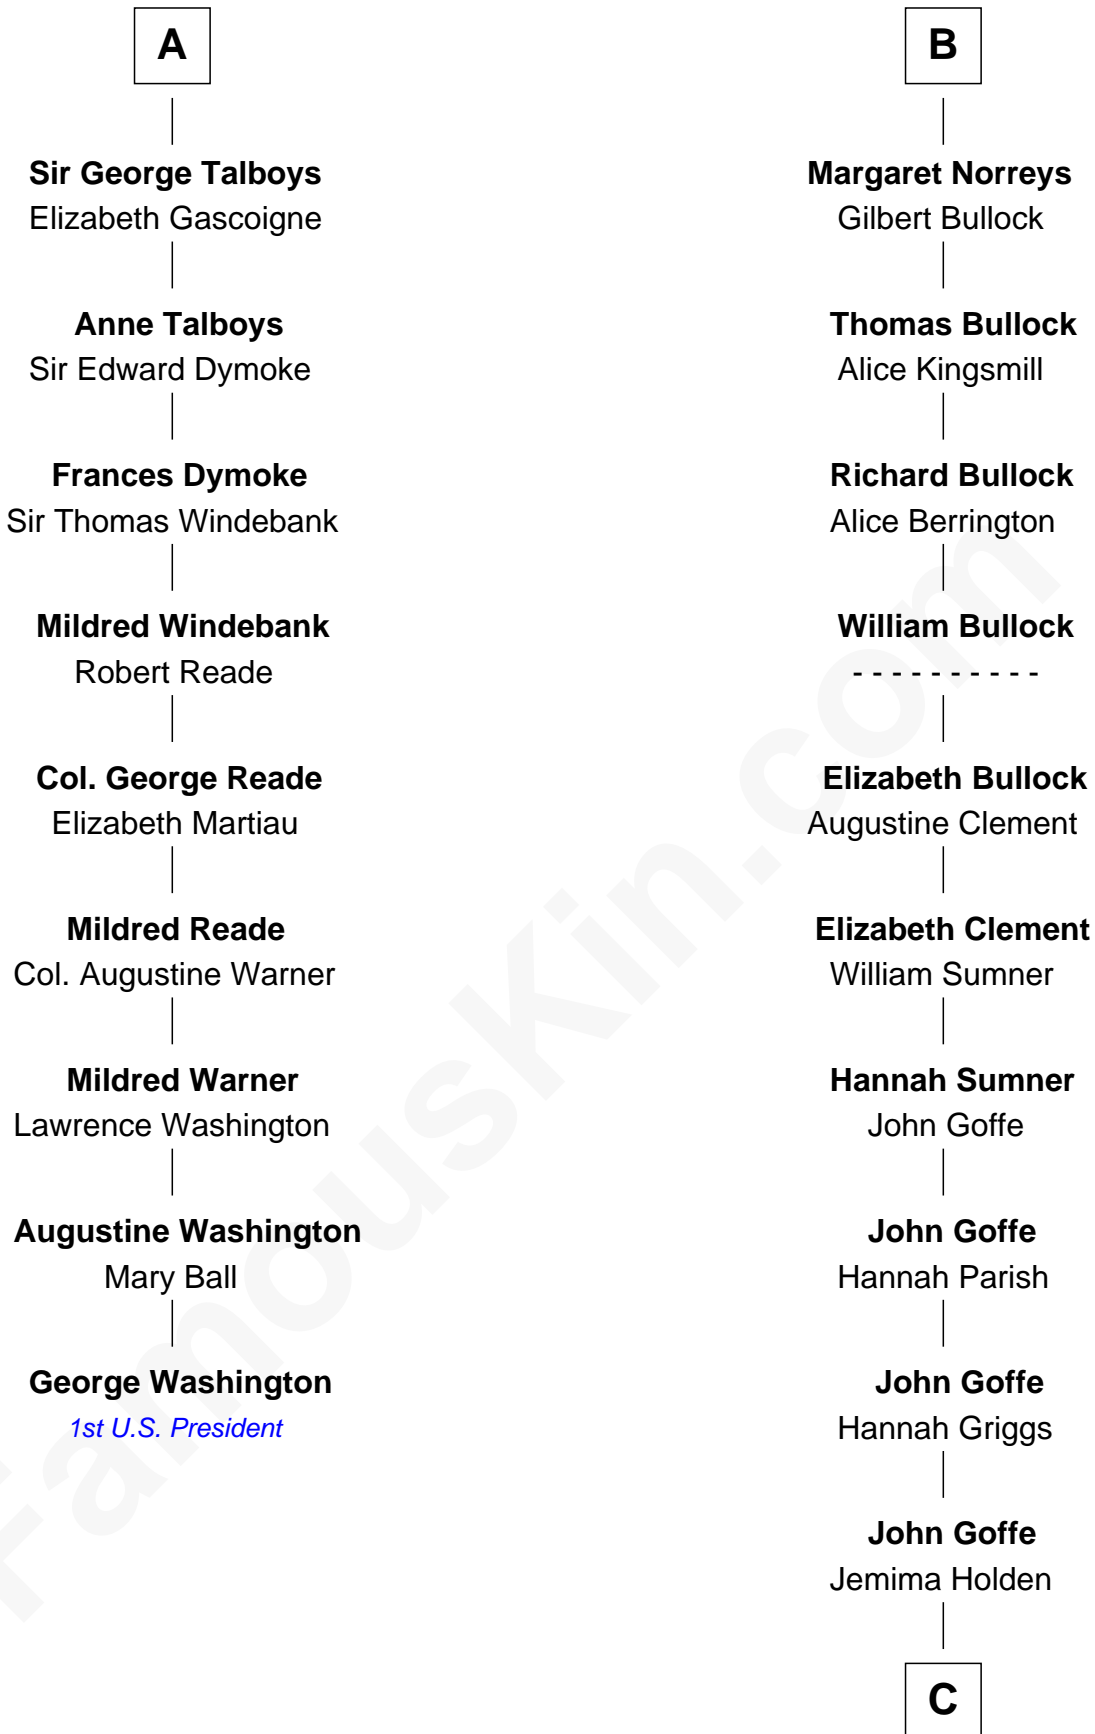 A
Sir George Talboys
Elizabeth Gascoigne
Anne Talboys
Sir Edward Dymoke
Frances Dymoke
Sir Thomas Windebank
Mildred Windebank
Robert Reade
Col. George Reade
Elizabeth Martiau
Mildred Reade
Col. Augustine Warner
Mildred Warner
Lawrence Washington
Augustine Washington
Mary Ball
George Washington
1st U.S. President
B
Margaret Norreys
Gilbert Bullock
Thomas Bullock
Alice Kingsmill
Richard Bullock
Alice Berrington
William Bullock
- - - - - - - - - -
Elizabeth Bullock
Augustine Clement
Elizabeth Clement
William Sumner
Hannah Sumner
John Goffe
John Goffe
Hannah Parish
John Goffe
Hannah Griggs
John Goffe
Jemima Holden
C
FamousKin.com